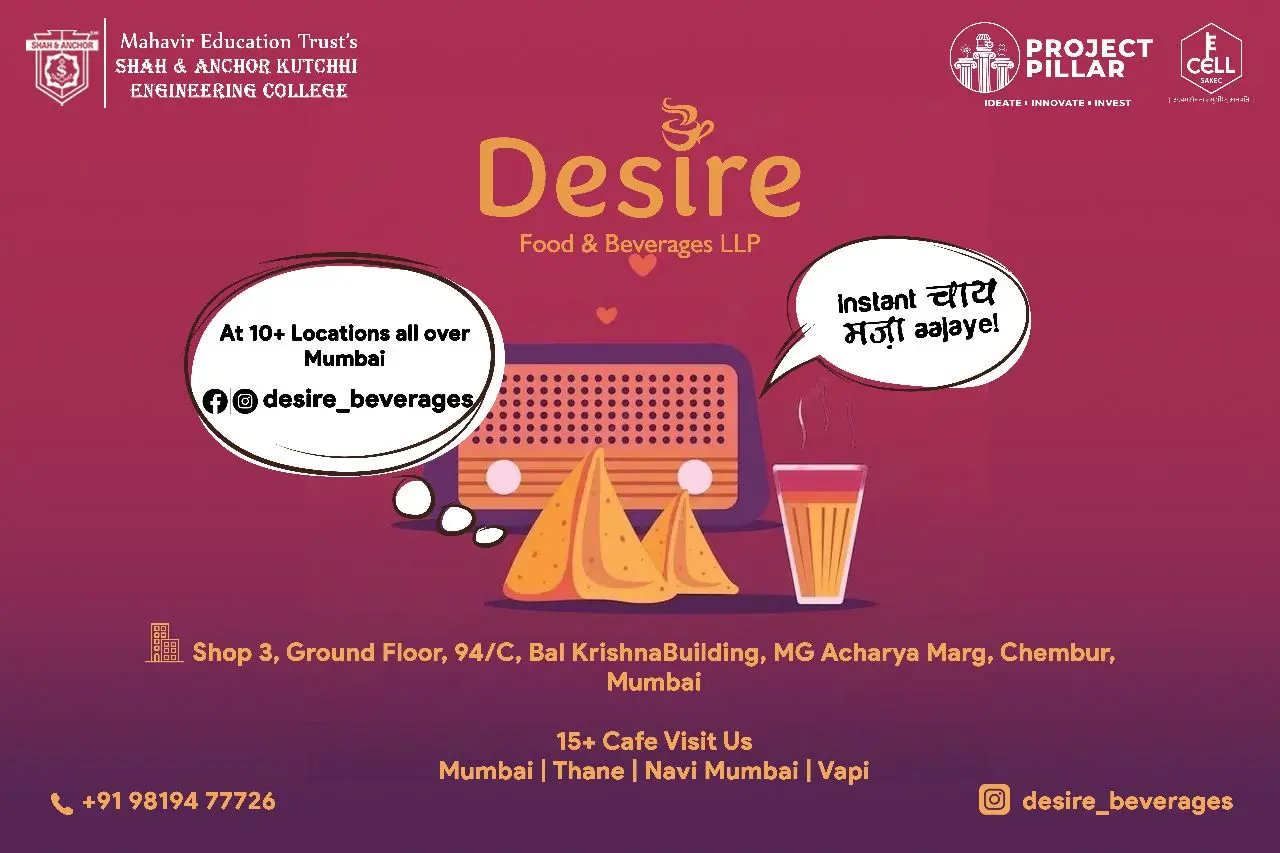 SHAH & ANCHOR
Mahavir Education Trust's
SHAH & ANCHOR KUTCHHI
ENGINEERING COLLEGE
PROJECT
PILLAR
IDEATE • INNOVATE • INVEST
E
CELL
SAKEC
Desire
Food & Beverages LLP
At 10+ Locations all over
Mumbai
desire_beverages
instant चाय
मज़ा aajaye!
Shop 3, Ground Floor, 94/C, Bal KrishnaBuilding, MG Acharya Marg, Chembur,
Mumbai
15+ Cafe Visit Us
Mumbai | Thane | Navi Mumbai | Vapi
+91 98194 77726
desire_beverages